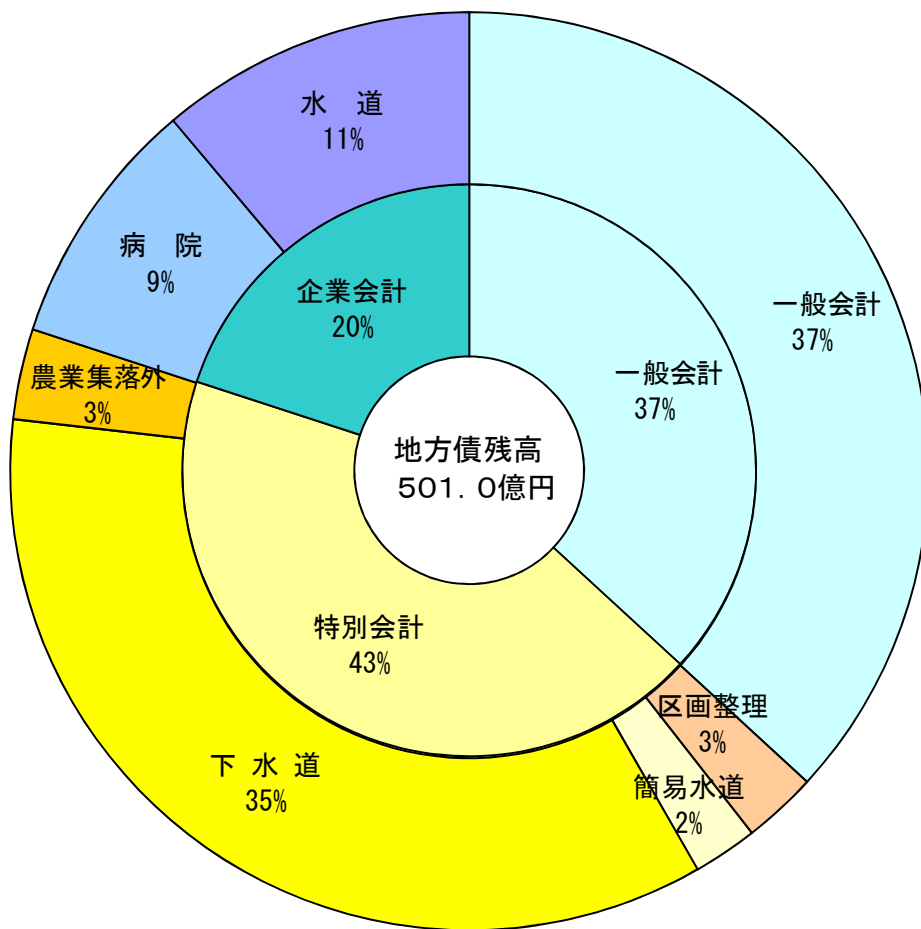 水　道
11%
病　院
9%
企業会計
20%
一般会計
37%
一般会計
37%
農業集落外
3%
地方債残高
501.0億円
特別会計
43%
区画整理
3%
簡易水道
2%
下 水 道
35%